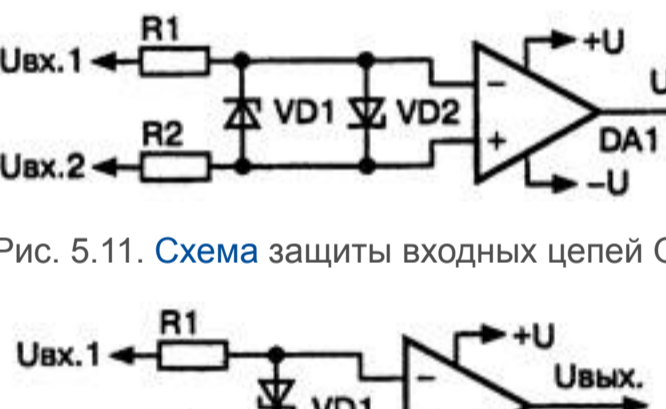 R1
+U
Uвх.1
U
−
VD1 VD2
R2
+
DA1
Uвх.2
−U
Рис. 5.11. Схема защиты входных цепей
R1
+U
Uвх.1
Uвых.
−
VD1